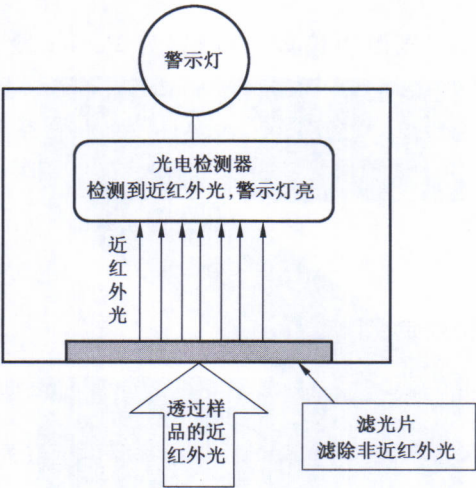 警示灯
光电检测器
检测到近红外光,警示灯亮
近
红
外
光
透过样
品的近
红外光
滤光片
滤除非近红外光